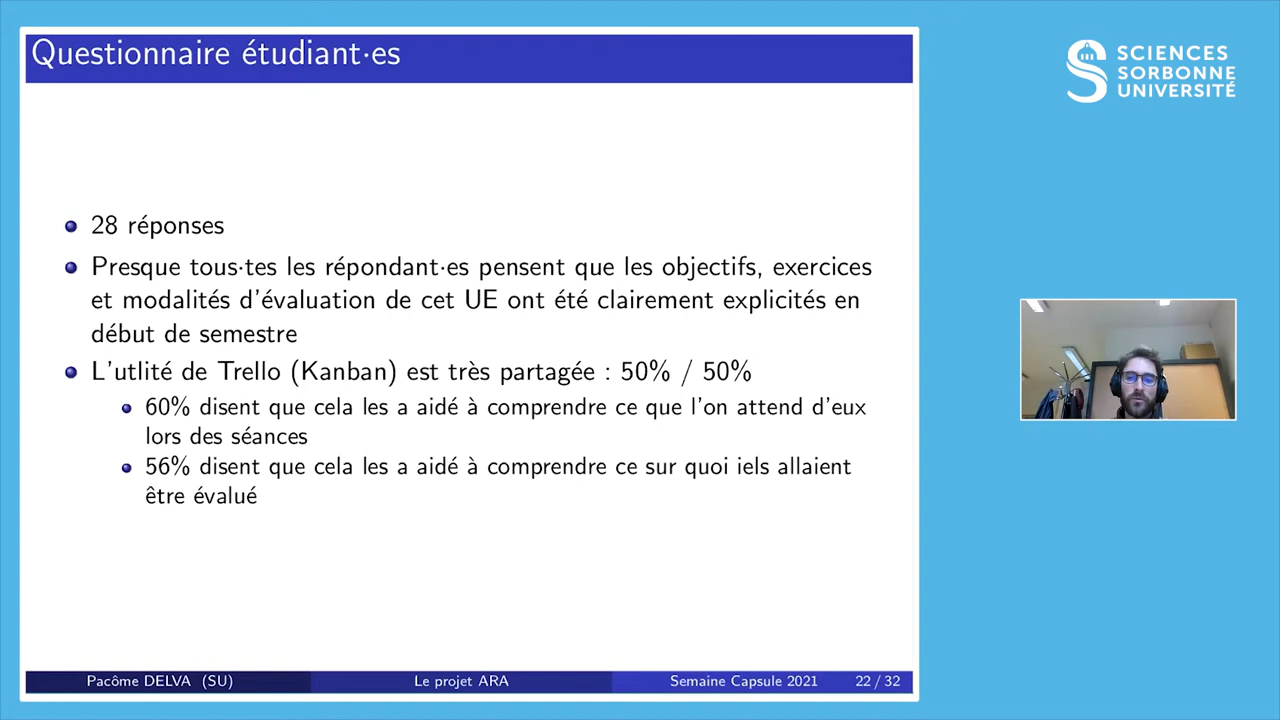 Questionnaire étudiant·es
SCIENCES
SORBONNE
UNIVERSITÉ
28 réponses
Presque tous·tes les répondant·es pensent que les objectifs, exercices
et modalités d'évaluation de cet UE ont été clairement explicités en
début de semestre
L'utlité de Trello (Kanban) est très partagée : 50% / 50%
60% disent que cela les a aidé à comprendre ce que l'on attend d'eux
lors des séances
56% disent que cela les a aidé à comprendre ce sur quoi iels allaient
être évalué
Pacôme DELVA (SU) Le projet ARA Semaine Capsule 2021 22 / 32